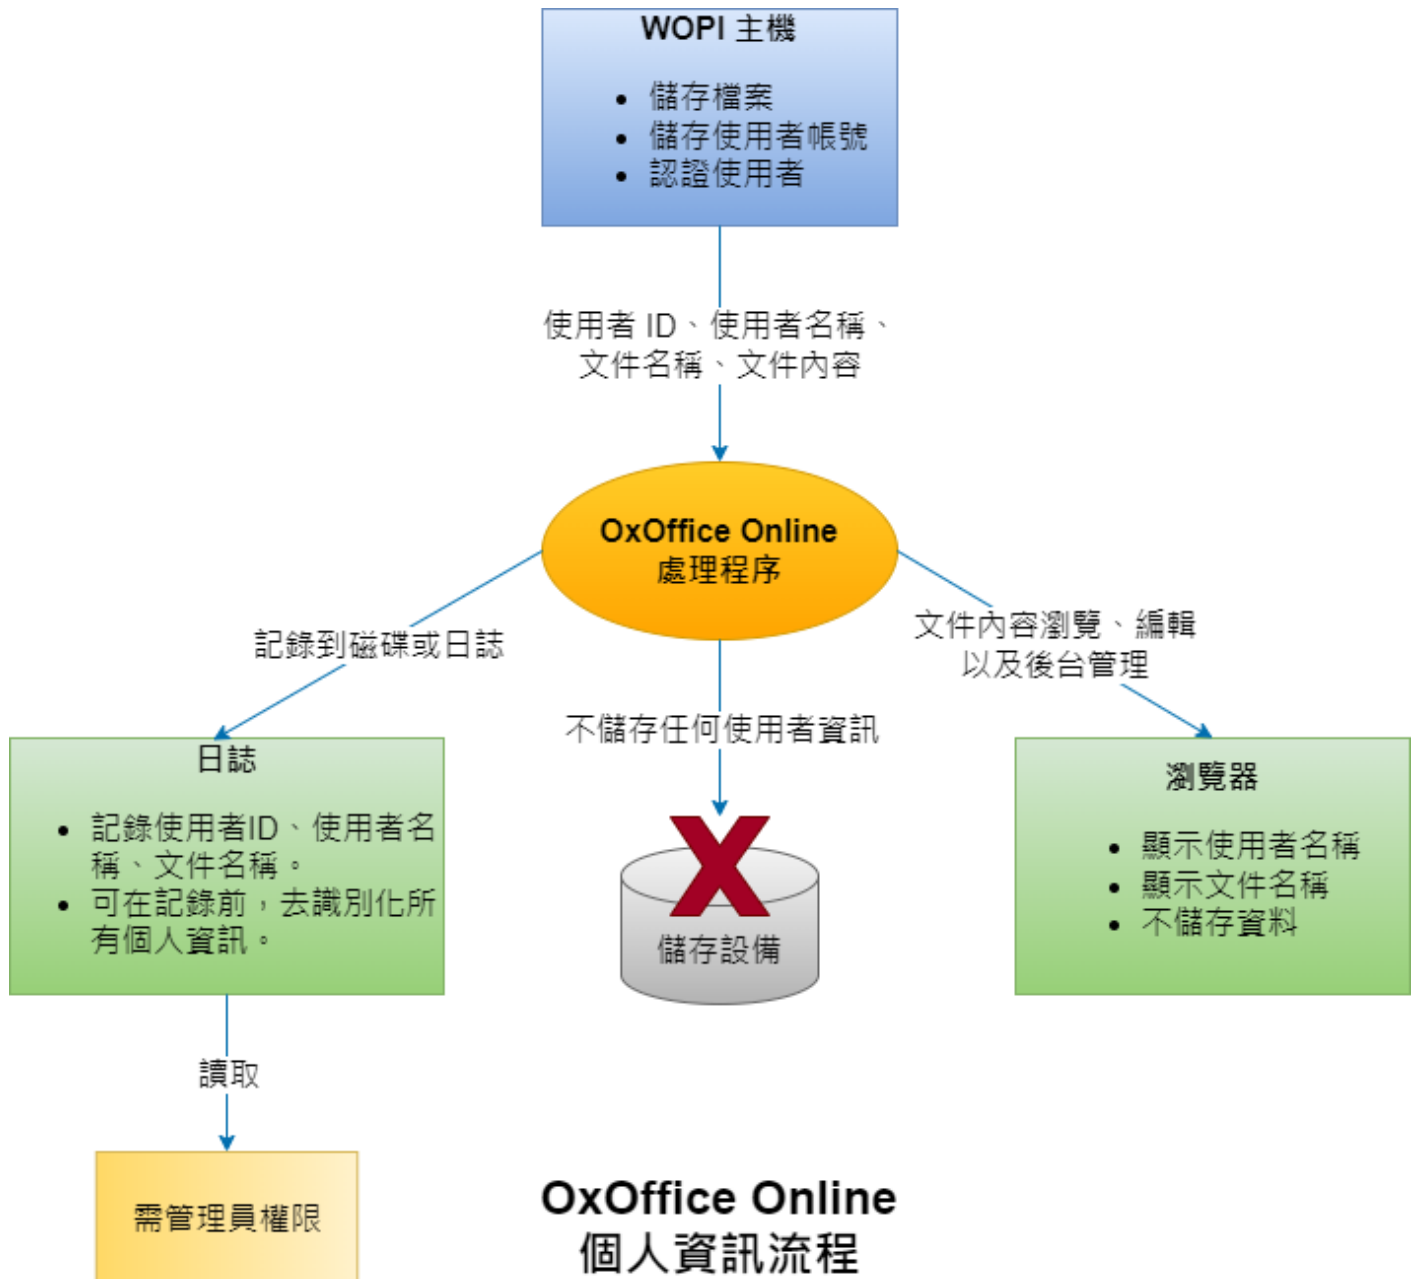 WOPI 主機
儲存檔案
儲存使用者帳號
認證使用者
使用者 ID、使用者名稱、
文件名稱、文件內容
OxOffice Online
處理程序
記錄到磁碟或日誌
不儲存任何使用者資訊
文件內容瀏覽、編輯
以及後台管理
日誌
記錄使用者ID、使用者名
稱、文件名稱。
可在記錄前，去識別化所
有個人資訊。
X
儲存設備
瀏覽器
顯示使用者名稱
顯示文件名稱
不儲存資料
讀取
需管理員權限
OxOffice Online
個人資訊流程